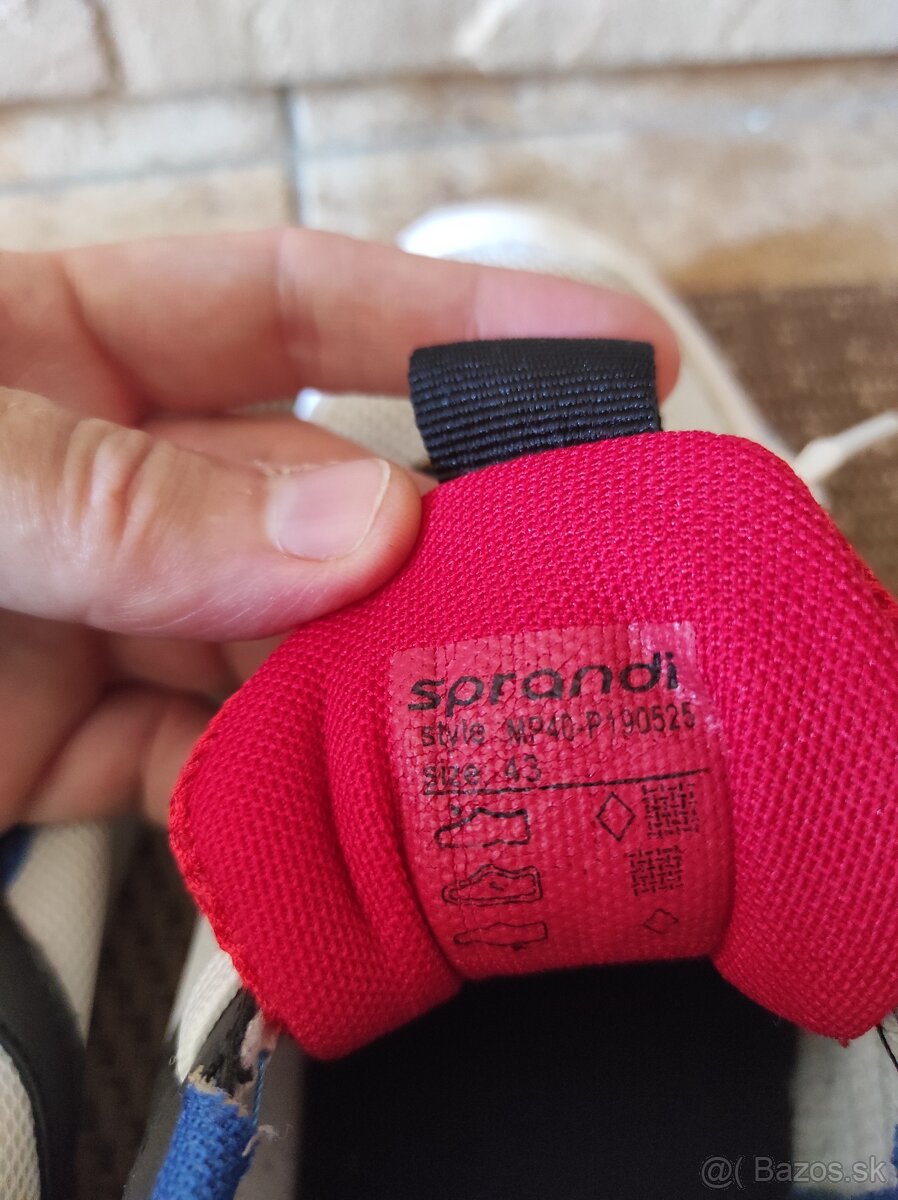 sprandi
style MP40-P190525
size 43
@( Bazos.sk